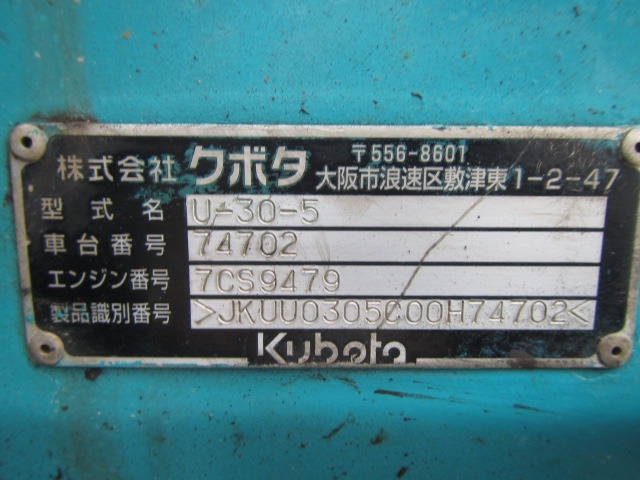 株式会社 クボタ 〒556-8601
大阪市浪速区敷津東1-2-47
型式名 U-30-5
車台番号 74702
エンジン番号 7CS9479
製品識別番号 >JKUU0305C00H74702<
Kubota